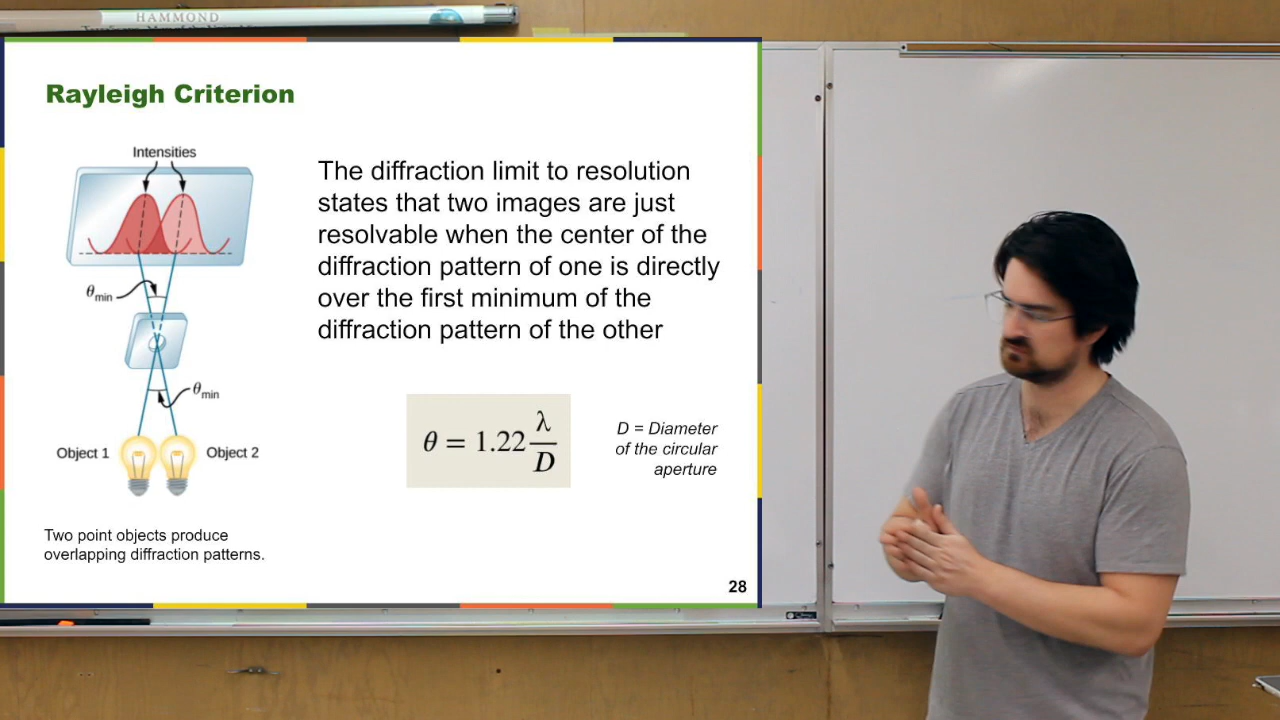 HAMMOND
Rayleigh Criterion
Intensities
θmin
θmin
Object 1
Object 2
Two point objects produce
overlapping diffraction patterns.
The diffraction limit to resolution
states that two images are just
resolvable when the center of the
diffraction pattern of one is directly
over the first minimum of the
diffraction pattern of the other
θ = 1.22 λ/D
D = Diameter
of the circular
aperture
28